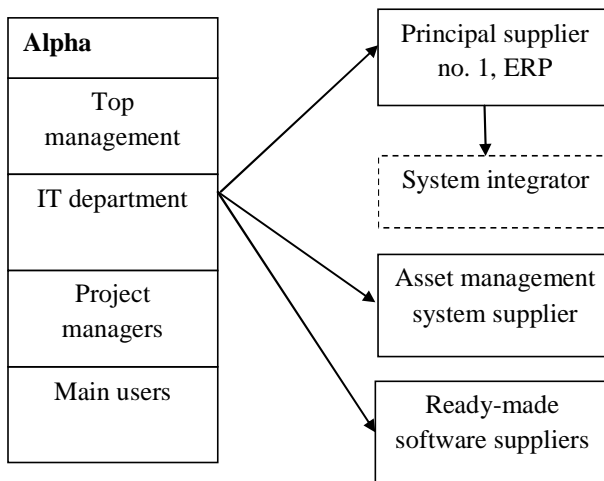 Alpha
Top
management
IT department
Project
managers
Main users
Principal supplier
no. 1, ERP
System integrator
Asset management
system supplier
Ready-made
software suppliers